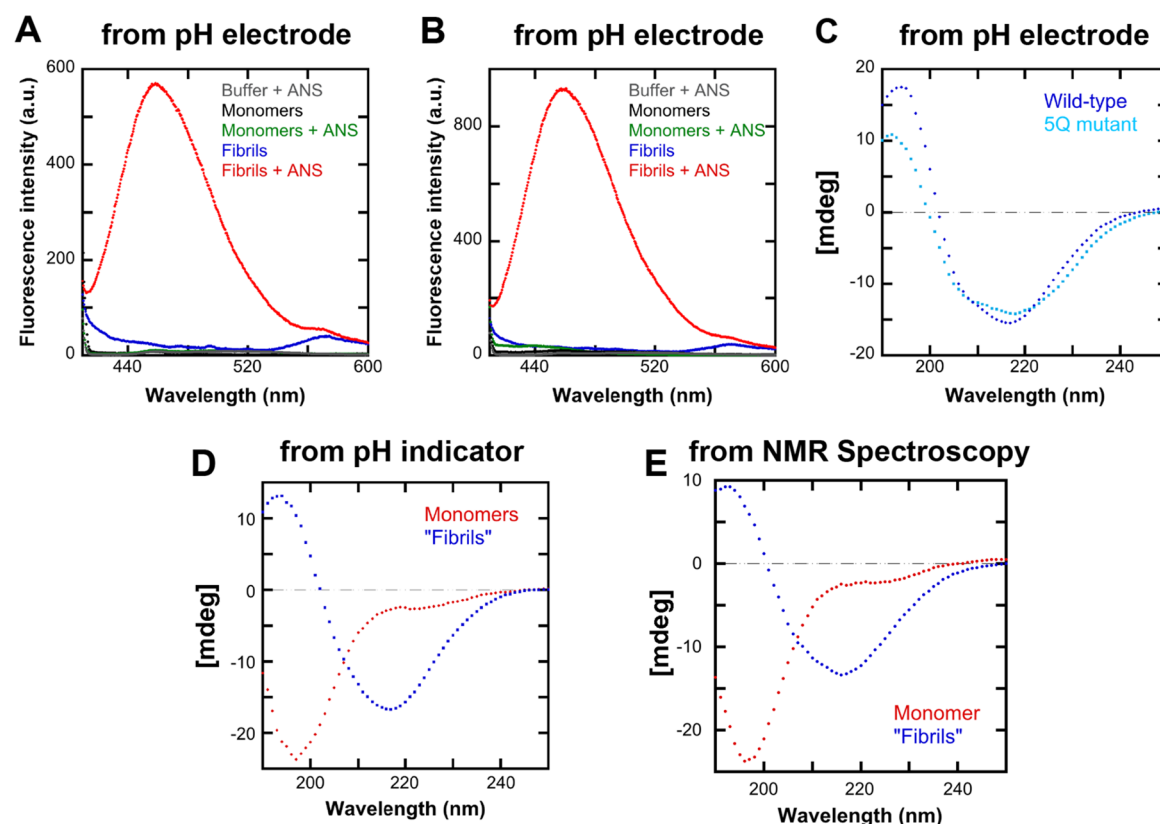 A
from pH electrode
Fluorescence intensity (a.u.)
600
400
200
0
440
520
600
Wavelength (nm)
Buffer + ANS
Monomers
Monomers + ANS
Fibrils
Fibrils + ANS
B
from pH electrode
Fluorescence intensity (a.u.)
800
400
0
440
520
600
Wavelength (nm)
Buffer + ANS
Monomers
Monomers + ANS
Fibrils
Fibrils + ANS
C
from pH electrode
[mdeg]
20
10
0
-10
-20
200
220
240
Wavelength (nm)
Wild-type
5Q mutant
D
from pH indicator
[mdeg]
10
0
-10
-20
200
220
240
Wavelength (nm)
Monomers
"Fibrils"
E
from NMR Spectroscopy
[mdeg]
10
0
-10
-20
200
220
240
Wavelength (nm)
Monomer
"Fibrils"